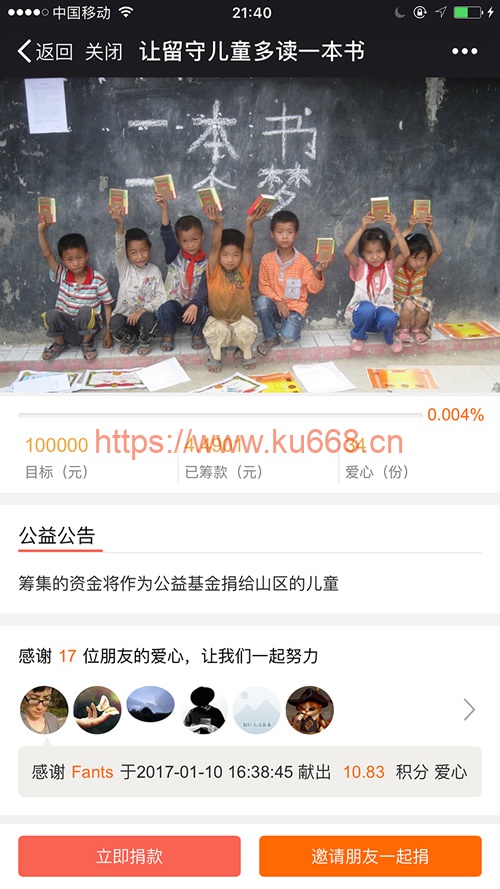 中国移动 21:40
返回 关闭 让留守儿童多读一本书
一本书
一个梦
0.004%
100000 4.4901 34
https://www.ku668.cn
目标（元） 已筹款（元） 爱心（份）
公益公告
筹集的资金将作为公益基金捐给山区的儿童
感谢 17 位朋友的爱心，让我们一起努力
感谢 Fants 于2017-01-10 16:38:45 献出 10.83 积分 爱心
立即捐款 邀请朋友一起捐